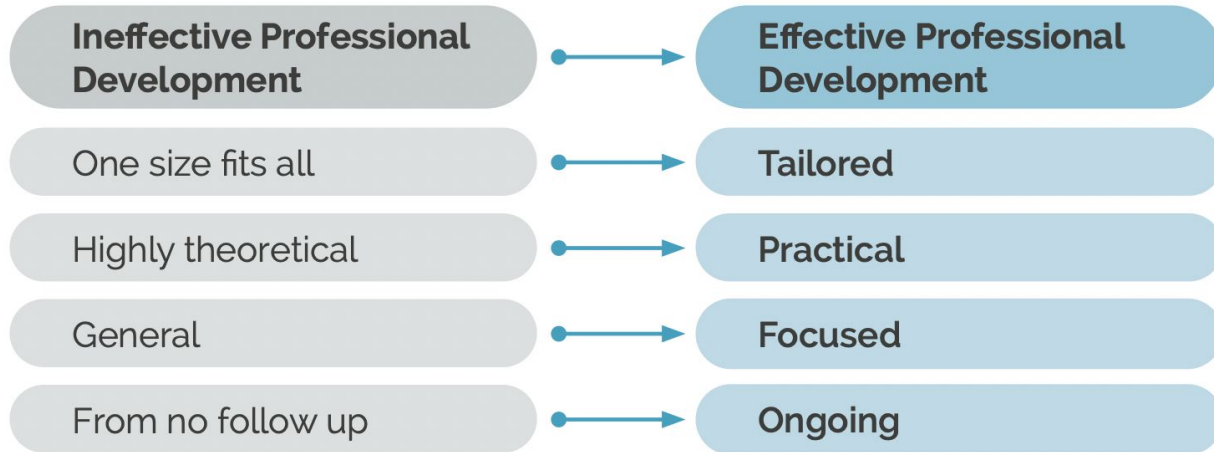 Ineffective Professional
Development
Effective Professional
Development
One size fits all
Tailored
Highly theoretical
Practical
General
Focused
From no follow up
Ongoing